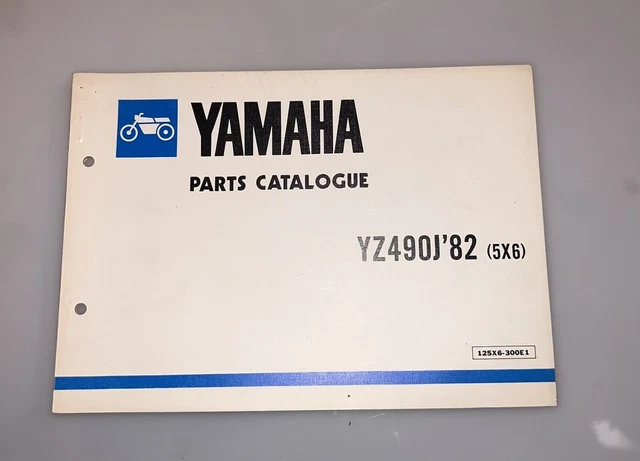 YAMAHA
PARTS CATALOGUE
YZ490J'82 (5X6)
125X6-300E1